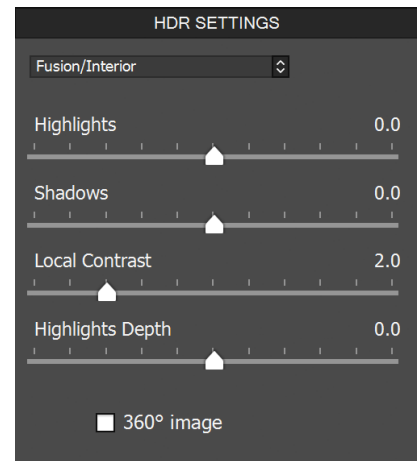 HDR SETTINGS
Fusion/Interior
Highlights 0.0
Shadows 0.0
Local Contrast 2.0
Highlights Depth 0.0
360° image